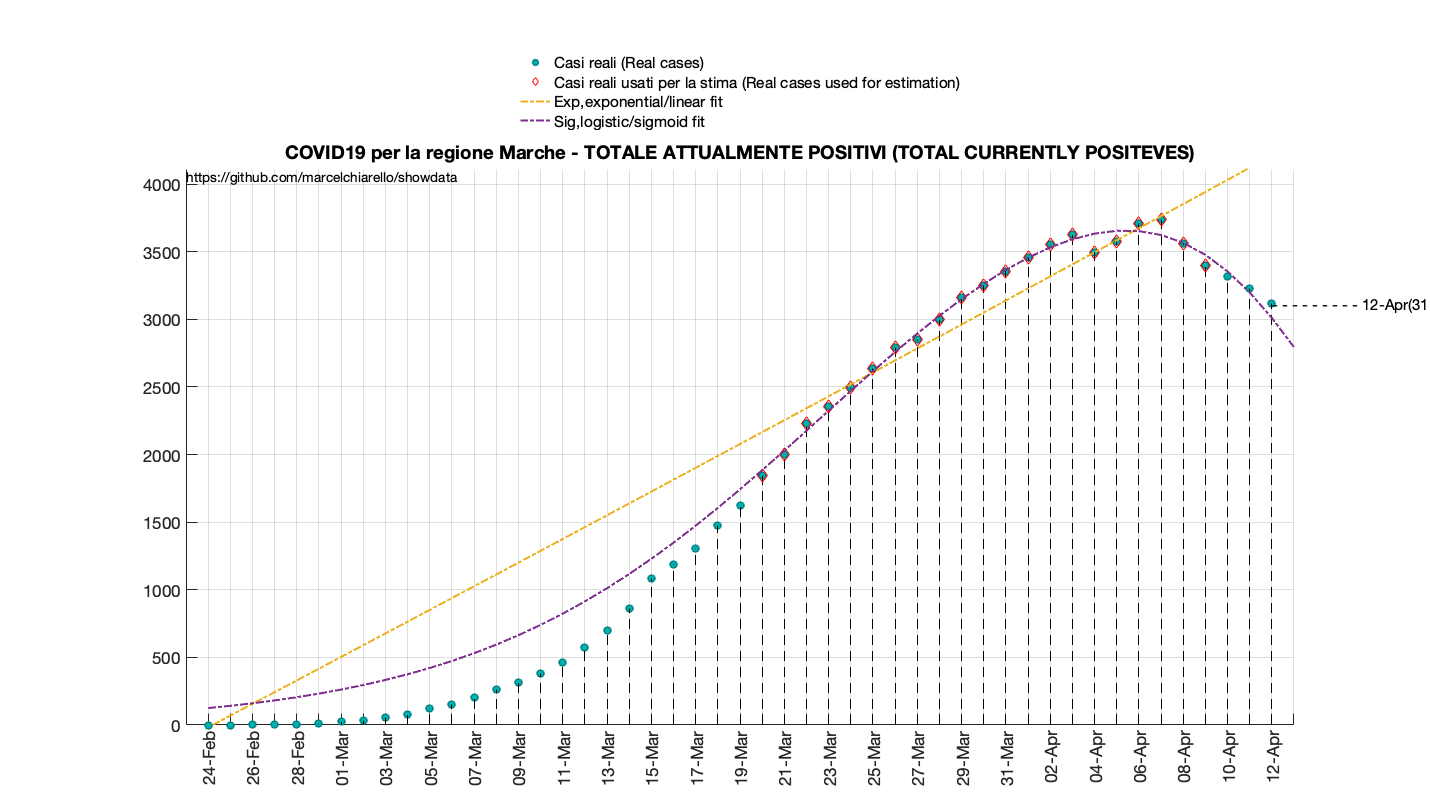 Casi reali (Real cases)
Casi reali usati per la stima (Real cases used for estimation)
Exp,exponential/linear fit
Sig,logistic/sigmoid fit
COVID19 per la regione Marche - TOTALE ATTUALMENTE POSITIVI (TOTAL CURRENTLY POSITEVES)
https://github.com/marcelchiarello/showdata
4000
3500
3000
2500
2000
1500
1000
500
0
12-Apr(31
24-Feb
26-Feb
28-Feb
01-Mar
03-Mar
05-Mar
07-Mar
09-Mar
11-Mar
13-Mar
15-Mar
17-Mar
19-Mar
21-Mar
23-Mar
25-Mar
27-Mar
29-Mar
31-Mar
02-Apr
04-Apr
06-Apr
08-Apr
10-Apr
12-Apr